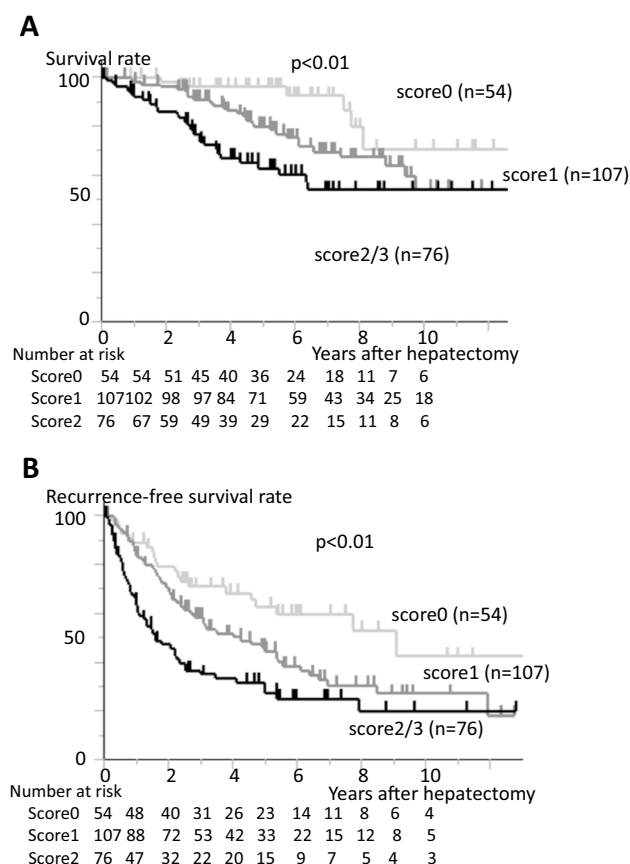 A
Survival rate
100
p<0.01
score0 (n=54)
score1 (n=107)
50
score2/3 (n=76)
0
0 2 4 6 8 10
Number at risk Years after hepatectomy
Score0 54 54 51 45 40 36 24 18 11 7 6
Score1 107102 98 97 84 71 59 43 34 25 18
Score2 76 67 59 49 39 29 22 15 11 8 6
B
Recurrence-free survival rate
100
p<0.01
score0 (n=54)
50
score1 (n=107)
score2/3 (n=76)
0
0 2 4 6 8 10
Number at risk Years after hepatectomy
Score0 54 48 40 31 26 23 14 11 8 6 4
Score1 107 88 72 53 42 33 22 15 12 8 5
Score2 76 47 32 22 20 15 9 7 5 4 3